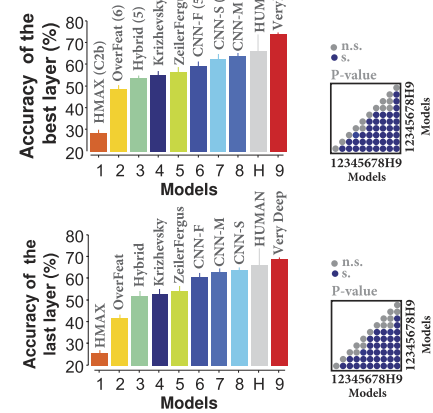 Accuracy of the
best layer (%)
80
70
60
50
40
30
20
HMAX (C2b)
OverFeat (6)
Hybrid (5)
Krizhevsky
ZeilerFergus
CNN-F (5
CNN-S (
CNN-M
HUM
Very
1 2 3 4 5 6 7 8 H 9
Models
n.s.
s.
P-value
12345678H9
Models
12345678H9
Models
Accuracy of the
last layer (%)
80
70
60
50
40
30
20
HMAX
OverFeat
Hybrid
Krizhevsky
ZeilerFergus
CNN-F
CNN-M
CNN-S
HUMAN
Very Deep
1 2 3 4 5 6 7 8 H 9
Models
n.s.
s.
P-value
12345678H9
Models
12345678H9
Models